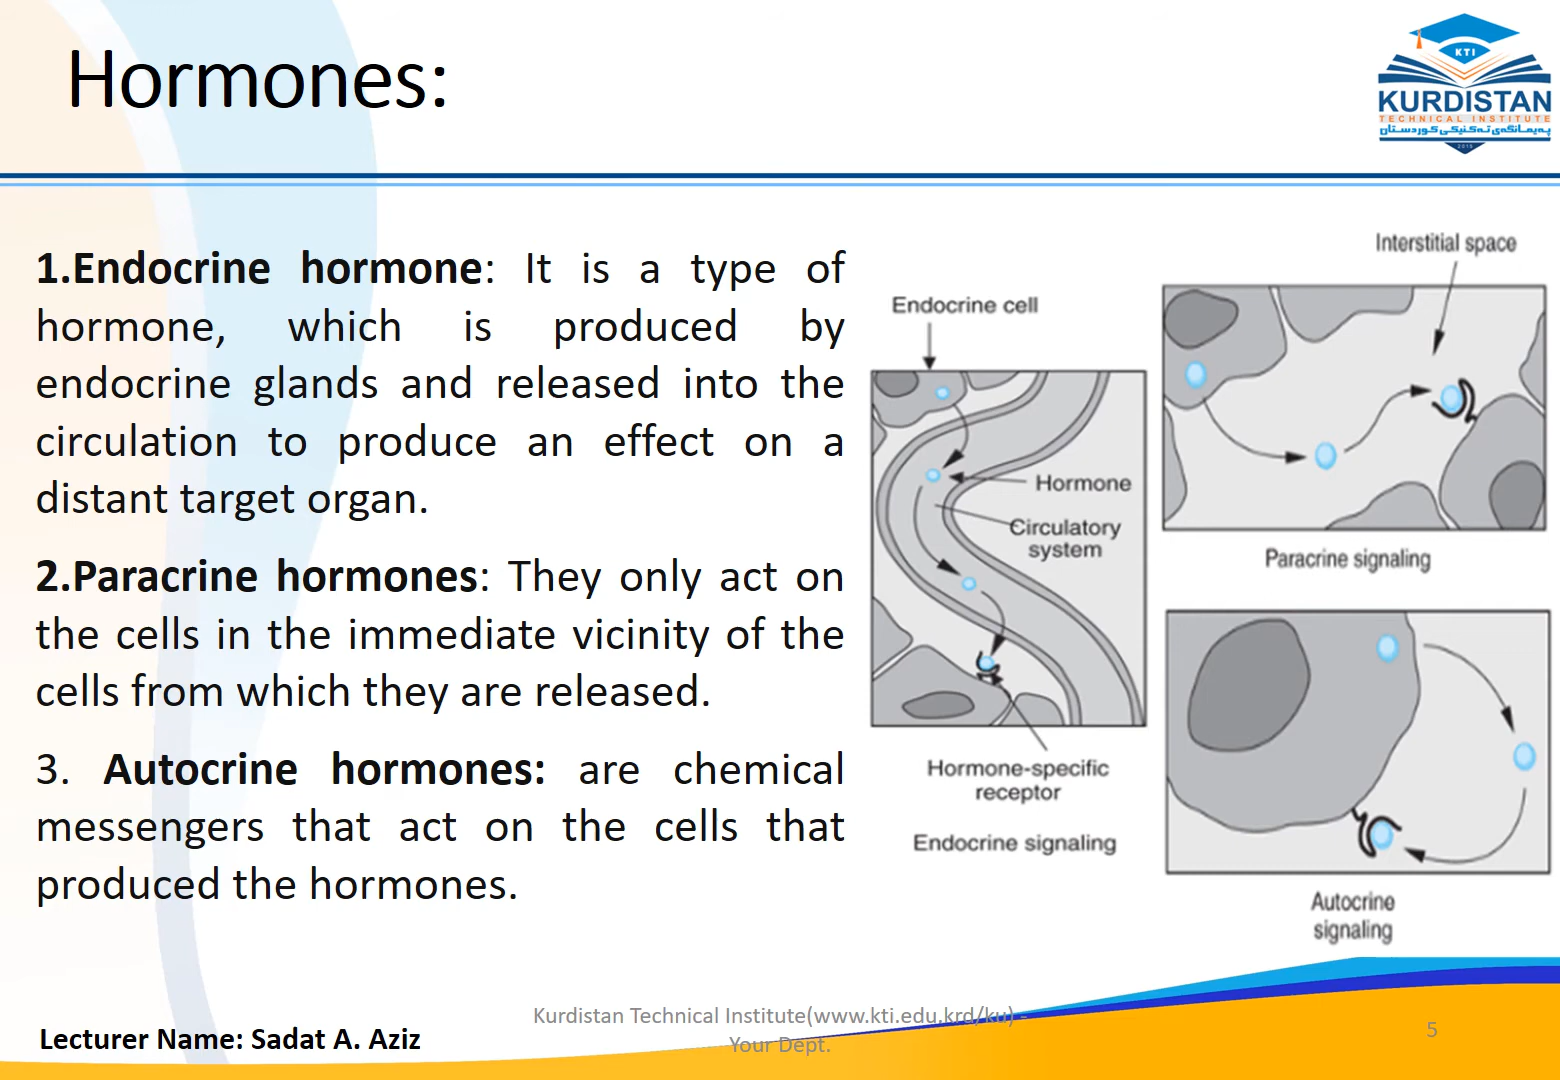 Hormones:
KTI
KURDISTAN
TECHNICAL INSTITUTE
پەیمانگەی تەکنیکی کوردستان
2015
1.Endocrine hormone: It is a type of
hormone, which is produced by
endocrine glands and released into the
circulation to produce an effect on a
distant target organ.
2.Paracrine hormones: They only act on
the cells in the immediate vicinity of the
cells from which they are released.
3. Autocrine hormones: are chemical
messengers that act on the cells that
produced the hormones.
Endocrine cell
Hormone
Circulatory
system
Hormone-specific
receptor
Endocrine signaling
Interstitial space
Paracrine signaling
Autocrine
signaling
Lecturer Name: Sadat A. Aziz
Kurdistan Technical Institute(www.kti.edu.krd/ku) -
Your Dept.
5